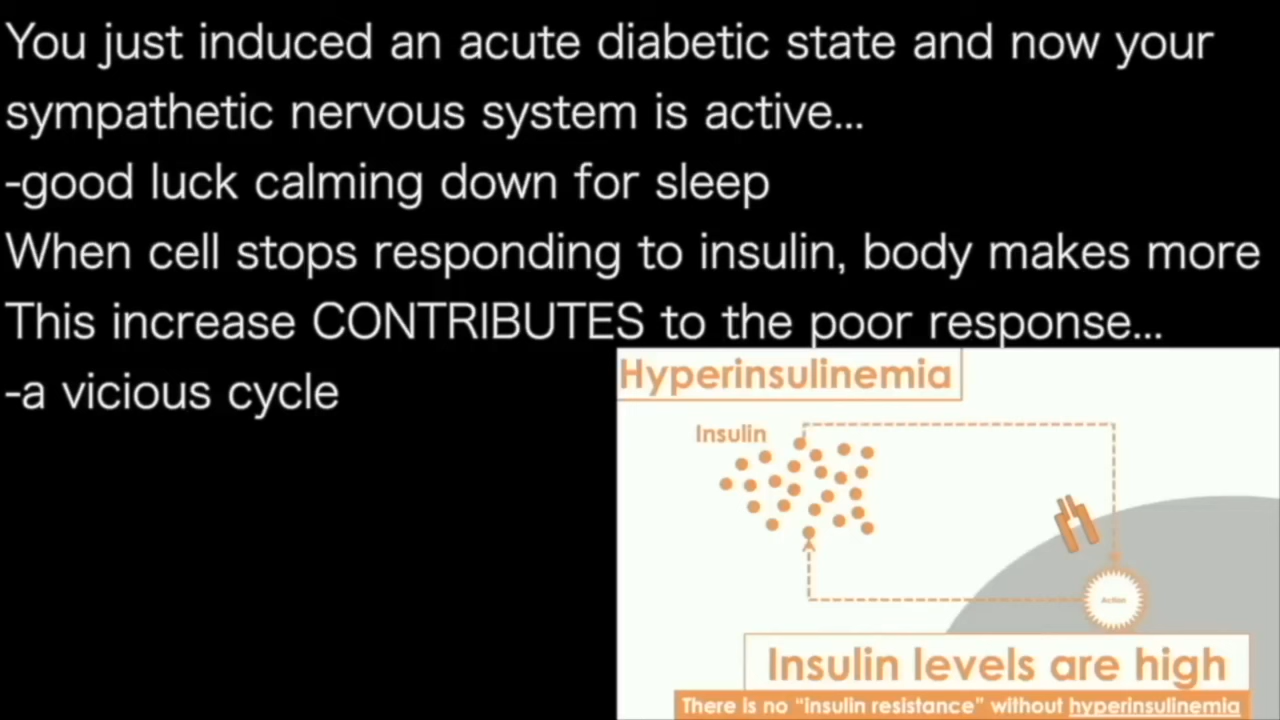 You just induced an acute diabetic state and now your
sympathetic nervous system is active...
-good luck calming down for sleep
When cell stops responding to insulin, body makes more
This increase CONTRIBUTES to the poor response...
-a vicious cycle
Hyperinsulinemia
Insulin
Action
Insulin levels are high
There is no “insulin resistance” without hyperinsulinemia